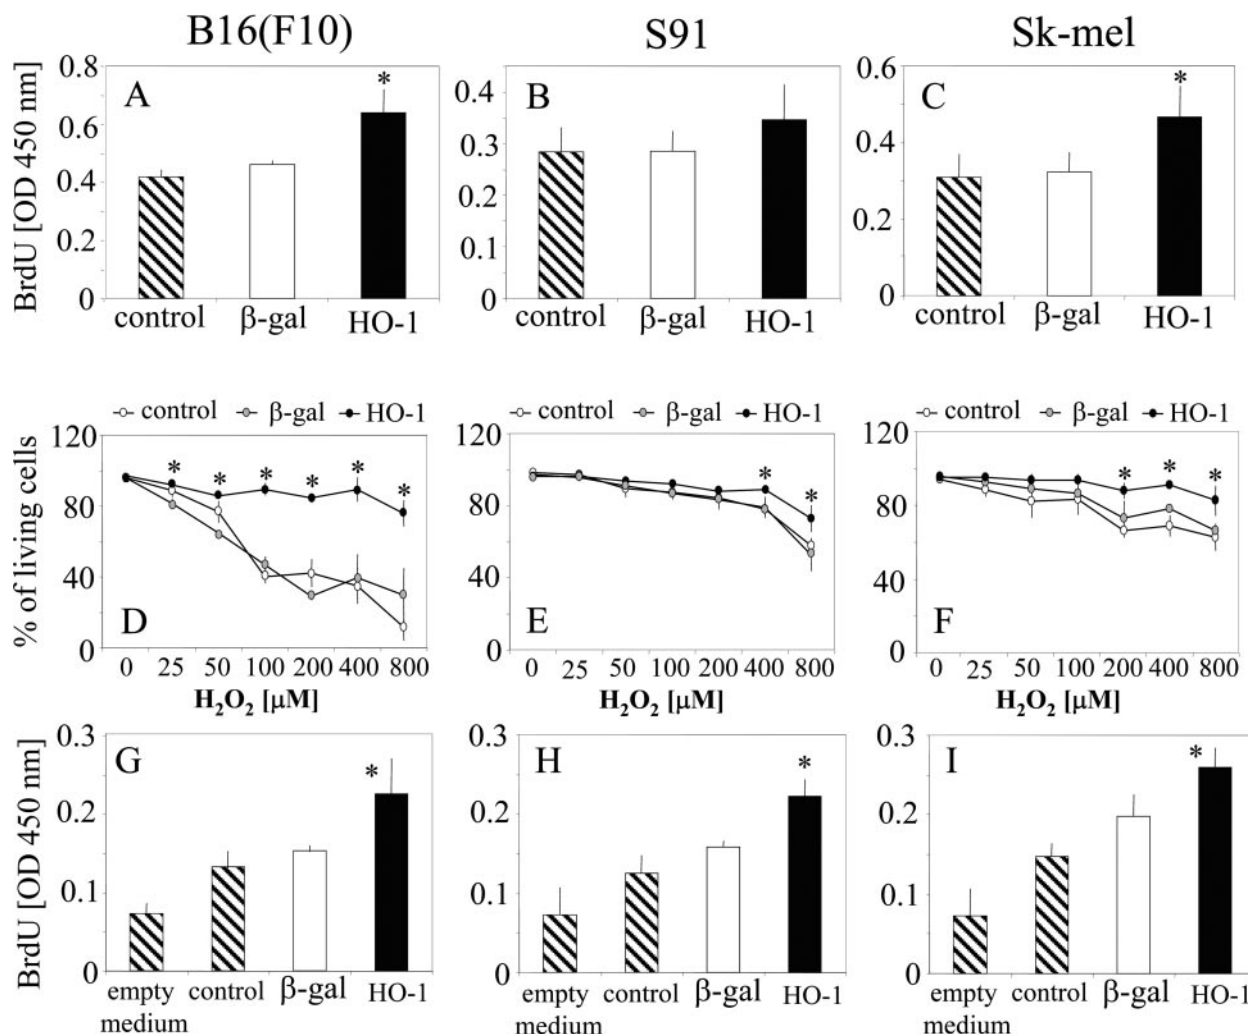 B16(F10) S91 Sk-mel
BrdU [OD 450 nm]
0.8
0.6
0.4
0.2
0
A
*
control β-gal HO-1
0.4
0.3
0.2
0.1
0
B
control β-gal HO-1
0.6
0.4
0.2
0
C
*
control β-gal HO-1
% of living cells
control β-gal HO-1
120
80
40
0
* * * * * *
D
0 25 50 100 200 400 800
H₂O₂ [μM]
control β-gal HO-1
120
80
40
0
* *
E
0 25 50 100 200 400 800
H₂O₂ [μM]
control β-gal HO-1
120
80
40
0
* * *
F
0 25 50 100 200 400 800
H₂O₂ [μM]
BrdU [OD 450 nm]
0.3
0.2
0.1
0
G
*
empty control β-gal HO-1
medium
0.3
0.2
0.1
0
H
*
empty control β-gal HO-1
medium
0.3
0.2
0.1
0
I
*
empty control β-gal HO-1
medium